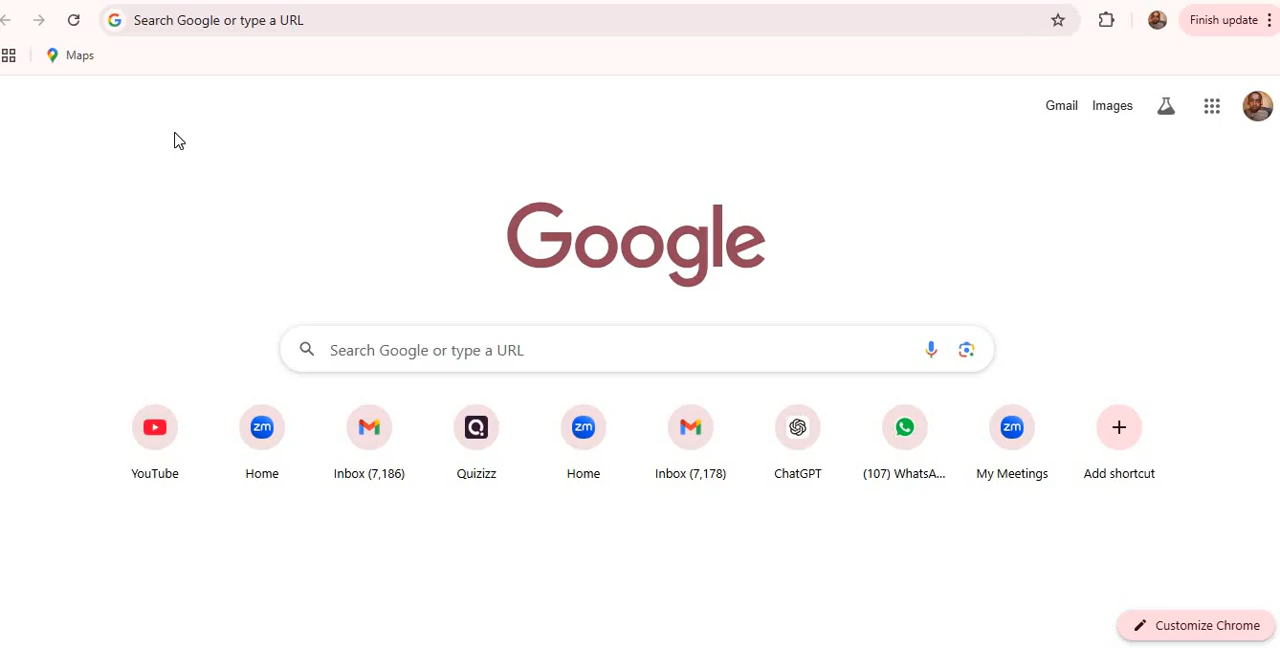 Search Google or type a URL
Finish update
Maps
Gmail Images
Google
Search Google or type a URL
YouTube Home Inbox (7,186) Quizizz Home Inbox (7,178) ChatGPT (107) WhatsA... My Meetings Add shortcut
Customize Chrome